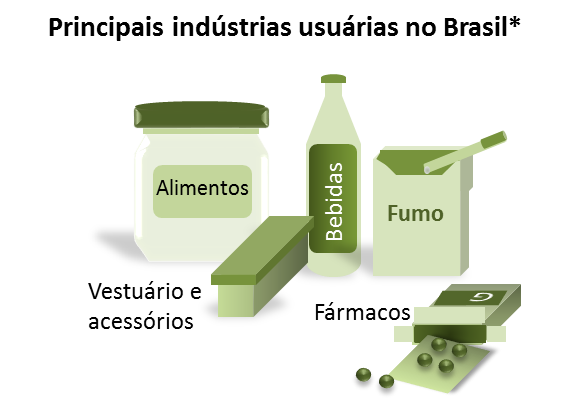 Principais indústrias usuárias no Brasil*
Alimentos
Bebidas
Fumo
Vestuário e
acessórios
Fármacos
G